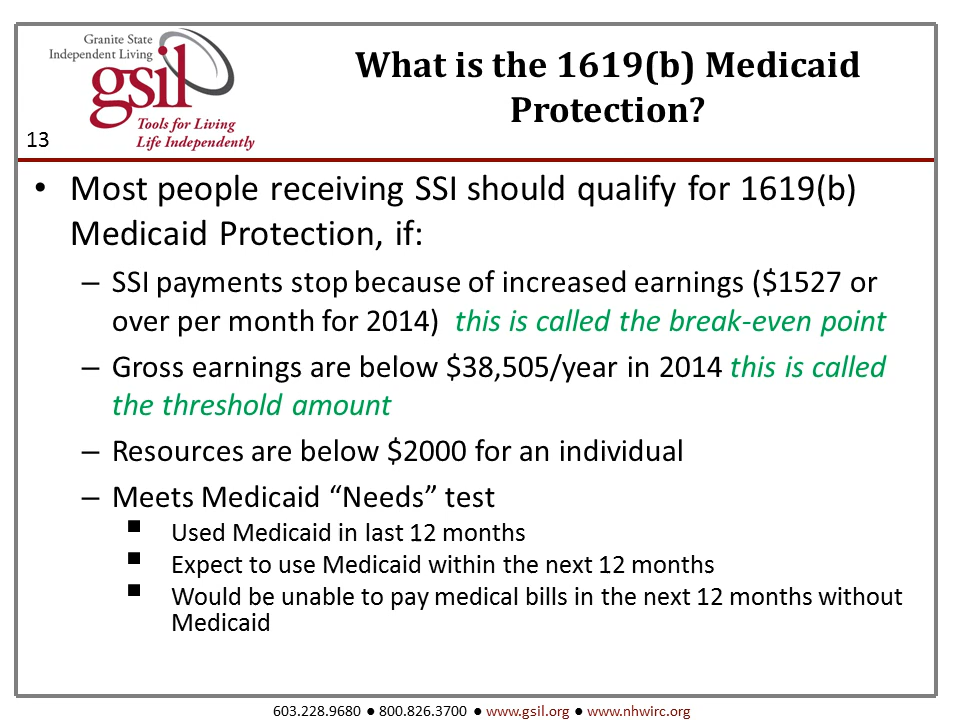 Granite State
Independent Living
gsil
Tools for Living
Life Independently
What is the 1619(b) Medicaid
Protection?
13
• Most people receiving SSI should qualify for 1619(b)
Medicaid Protection, if:
– SSI payments stop because of increased earnings ($1527 or
over per month for 2014)  this is called the break-even point
– Gross earnings are below $38,505/year in 2014 this is called
the threshold amount
– Resources are below $2000 for an individual
– Meets Medicaid “Needs” test
▪ Used Medicaid in last 12 months
▪ Expect to use Medicaid within the next 12 months
▪ Would be unable to pay medical bills in the next 12 months without
Medicaid
603.228.9680 ● 800.826.3700 ● www.gsil.org ● www.nhwirc.org